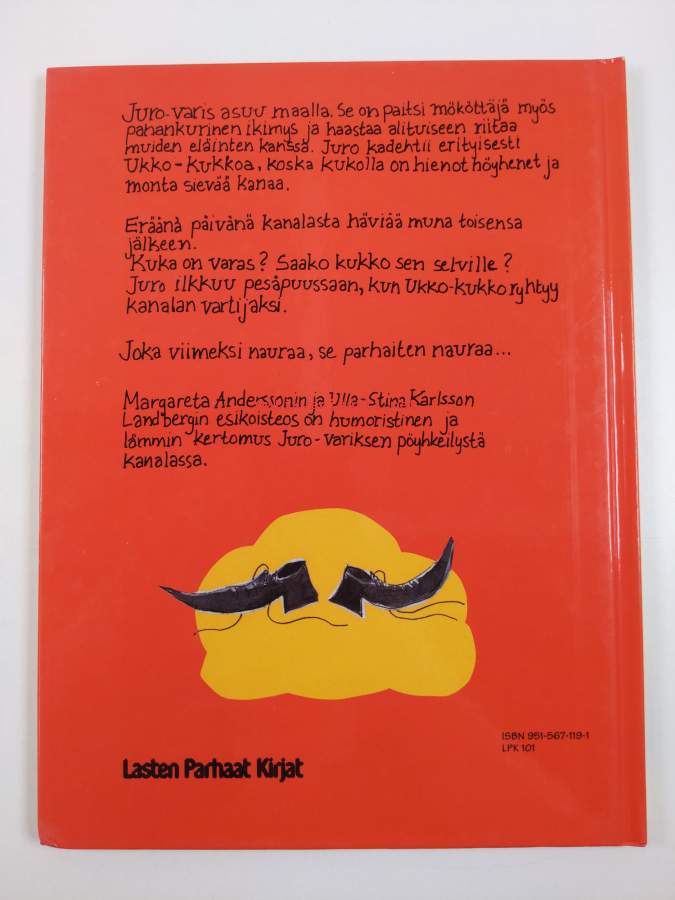 Juro-varis asuu maalla. Se on paitsi mököttäjä myös
pahankurinen ikimys ja haastaa alituiseen riitaa
muiden eläinten kanssa. Juro kadehtii erityisesti
Ukko-Kukkoa, koska kukolla on hienot höyhenet ja
monta sievää kanaa.
Eräänä päivänä kanalasta häviää muna toisensa
jälkeen.
Kuka on varas? Saako kukko sen selville?
Juro ilkkuu pesäpuussaan, kun Ukko-kukko ryhtyy
kanalan vartijaksi.
Joka viimeksi nauraa, se parhaiten nauraa...
Margareta Anderssonin ja Ulla-Stina Karlsson
Landbergin esikoisteos on humoristinen ja
lämmin kertomus Juro-variksen pöyhkeilystä
kanalassa.
ISBN 951-567-119-1
LPK 101
Lasten Parhaat Kirjat